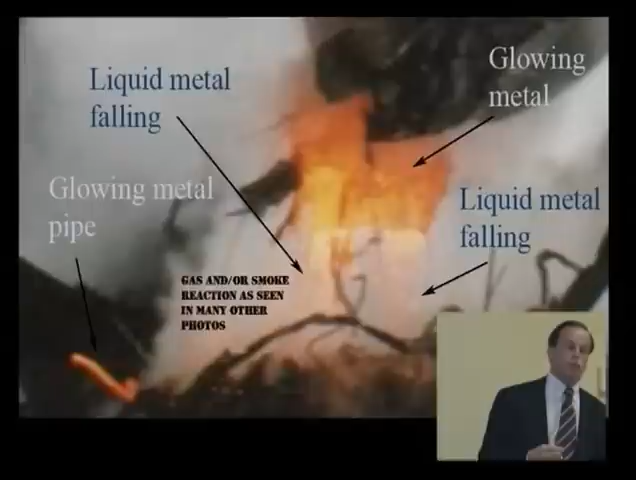 Liquid metal
falling
Glowing
metal
Glowing metal
pipe
Liquid metal
falling
GAS AND/OR SMOKE
REACTION AS SEEN
IN MANY OTHER
PHOTOS